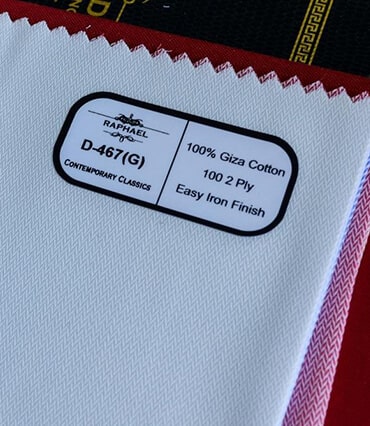 RAPHAEL
D-467(G)
CONTEMPORARY CLASSICS
100% Giza Cotton
100 2 Ply
Easy Iron Finish